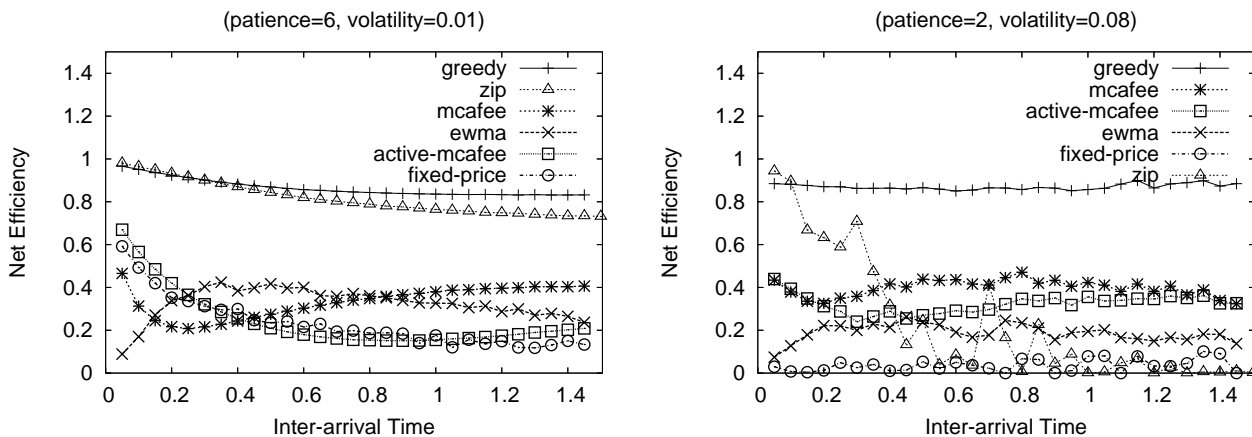 (patience=6, volatility=0.01)
1.4
1.2
1
0.8
0.6
0.4
0.2
0
Net Efficiency
greedy
zip
mcafee
ewma
active-mcafee
fixed-price
0 0.2 0.4 0.6 0.8 1.0 1.2 1.4
Inter-arrival Time
(patience=2, volatility=0.08)
1.4
1.2
1
0.8
0.6
0.4
0.2
0
Net Efficiency
greedy
mcafee
active-mcafee
ewma
fixed-price
zip
0 0.2 0.4 0.6 0.8 1.0 1.2 1.4
Inter-arrival Time